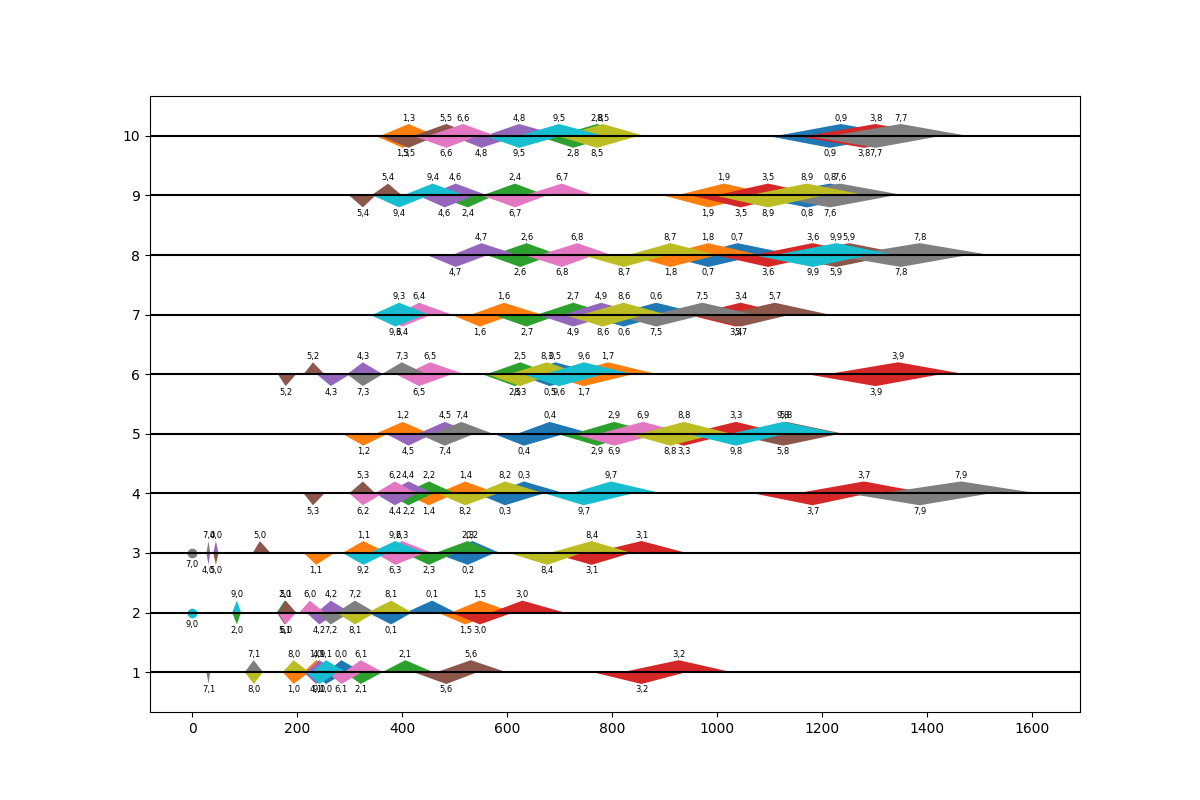 10
1,3 5,5 6,6 4,8 9,5 2,8 8,5 0,9 3,8 7,7
1,3 5,5 6,6 4,8 9,5 2,8 8,5 0,9 3,8 7,7
9
5,4 9,4 4,6 2,4 6,7 1,9 3,5 8,9 0,8 7,6
5,4 9,4 4,6 2,4 6,7 1,9 3,5 8,9 0,8 7,6
8
4,7 2,6 6,8 8,7 1,8 0,7 3,6 9,9 5,9 7,8
4,7 2,6 6,8 8,7 1,8 0,7 3,6 9,9 5,9 7,8
7
9,3 6,4 1,6 2,7 4,9 8,6 0,6 7,5 3,4 5,7
9,3 6,4 1,6 2,7 4,9 8,6 0,6 7,5 3,4 5,7
6
5,2 4,3 7,3 6,5 2,5 8,3 0,5 9,6 1,7 3,9
5,2 4,3 7,3 6,5 2,5 8,3 0,5 9,6 1,7 3,9
5
1,2 4,5 7,4 0,4 2,9 6,9 8,8 3,3 9,8 5,8
1,2 4,5 7,4 0,4 2,9 6,9 8,8 3,3 9,8 5,8
4
5,3 6,2 4,4 2,2 1,4 8,2 0,3 9,7 3,7 7,9
5,3 6,2 4,4 2,2 1,4 8,2 0,3 9,7 3,7 7,9
3
7,0 4,0 5,0 1,1 9,2 6,3 2,3 0,2 8,4 3,1
7,0 4,0 5,0 1,1 9,2 6,3 2,3 0,2 8,4 3,1
2
9,0 2,0 5,1 6,0 4,2 7,2 8,1 0,1 1,5 3,0
9,0 2,0 5,1 6,0 4,2 7,2 8,1 0,1 1,5 3,0
1
7,1 8,0 1,0 4,1 9,1 0,0 6,1 2,1 5,6 3,2
7,1 8,0 1,0 4,1 9,1 0,0 6,1 2,1 5,6 3,2
0 200 400 600 800 1000 1200 1400 1600